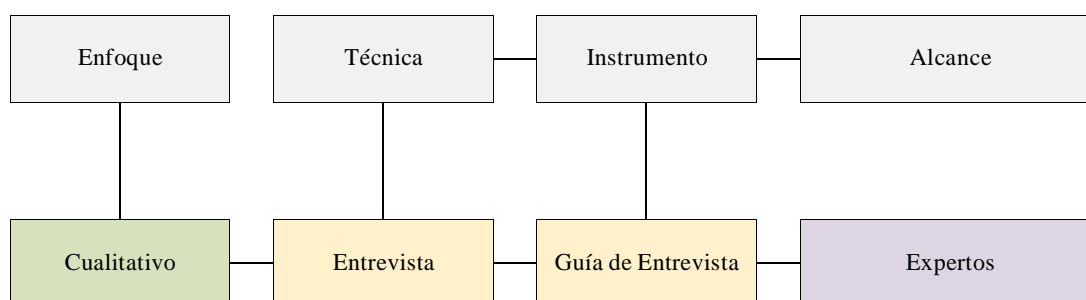 Enfoque
Técnica
Instrumento
Alcance
Cualitativo
Entrevista
Guía de Entrevista
Expertos